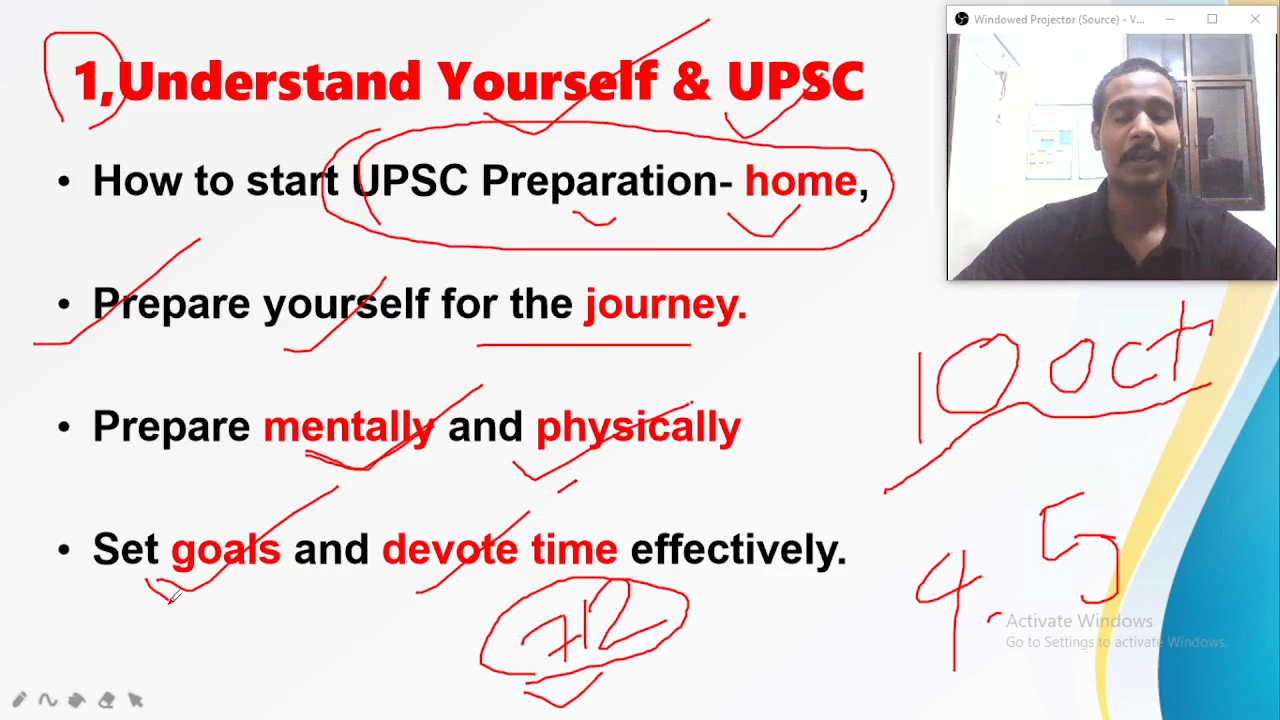 Windowed Projector (Source) - V...
1,Understand Yourself & UPSC
• How to start UPSC Preparation- home,
• Prepare yourself for the journey.
• Prepare mentally and physically
• Set goals and devote time effectively.
10 oct
4.5
712
Activate Windows
Go to Settings to activate Windows.